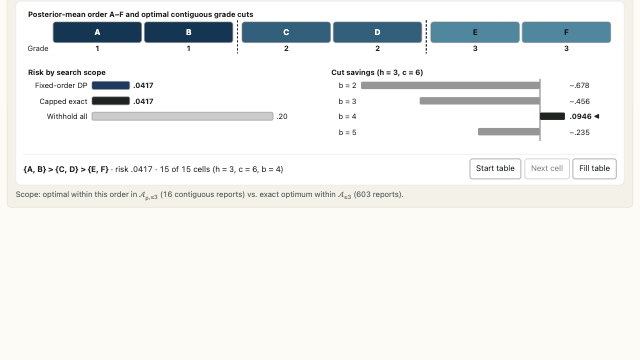 Posterior-mean order A–F and optimal contiguous grade cuts
A B C D E F
Grade 1 1 2 2 3 3
Risk by search scope
Fixed-order DP .0417
Capped exact .0417
Withhold all .20
Cut savings (h = 3, c = 6)
b = 2 −.678
b = 3 −.456
b = 4 .0946 ◄
b = 5 −.235
{A, B} > {C, D} > {E, F} · risk .0417 · 15 of 15 cells (h = 3, c = 6, b = 4)
Start table Next cell Fill table
Scope: optimal within this order in 𝒜ₚ,≤₃ (16 contiguous reports) vs. exact optimum within 𝒜≤₃ (603 reports).